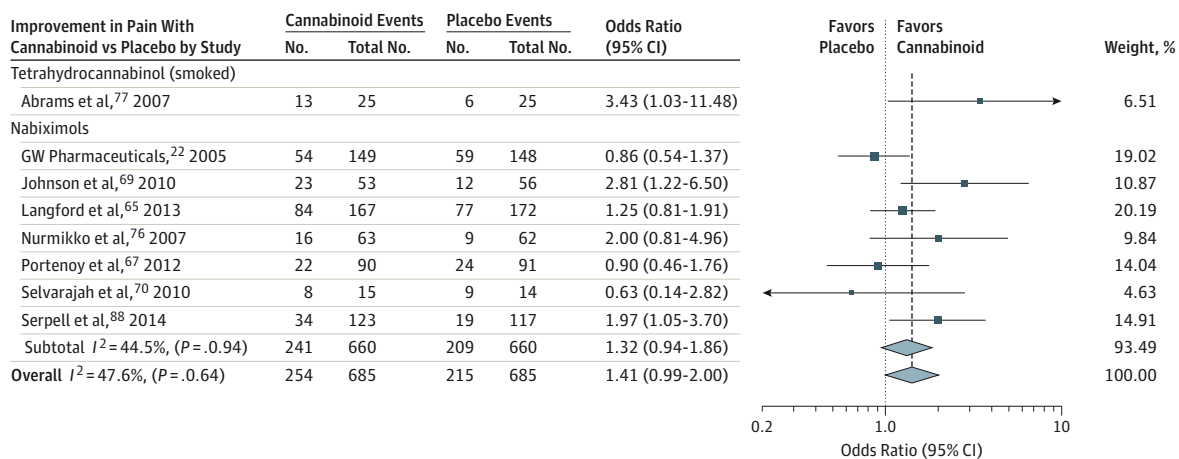 Improvement in Pain With Cannabinoid Events Placebo Events Odds Ratio Favors Favors
Cannabinoid vs Placebo by Study No. Total No. No. Total No. (95% CI) Placebo Cannabinoid Weight, %
Tetrahydrocannabinol (smoked)
Abrams et al,77 2007 13 25 6 25 3.43 (1.03-11.48) 6.51
Nabiximols
GW Pharmaceuticals,22 2005 54 149 59 148 0.86 (0.54-1.37) 19.02
Johnson et al,69 2010 23 53 12 56 2.81 (1.22-6.50) 10.87
Langford et al,65 2013 84 167 77 172 1.25 (0.81-1.91) 20.19
Nurmikko et al,76 2007 16 63 9 62 2.00 (0.81-4.96) 9.84
Portenoy et al,67 2012 22 90 24 91 0.90 (0.46-1.76) 14.04
Selvarajah et al,70 2010 8 15 9 14 0.63 (0.14-2.82) 4.63
Serpell et al,88 2014 34 123 19 117 1.97 (1.05-3.70) 14.91
Subtotal I2=44.5%, (P=.0.94) 241 660 209 660 1.32 (0.94-1.86) 93.49
Overall I2=47.6%, (P=.0.64) 254 685 215 685 1.41 (0.99-2.00) 100.00
0.2 1.0 10
Odds Ratio (95% CI)